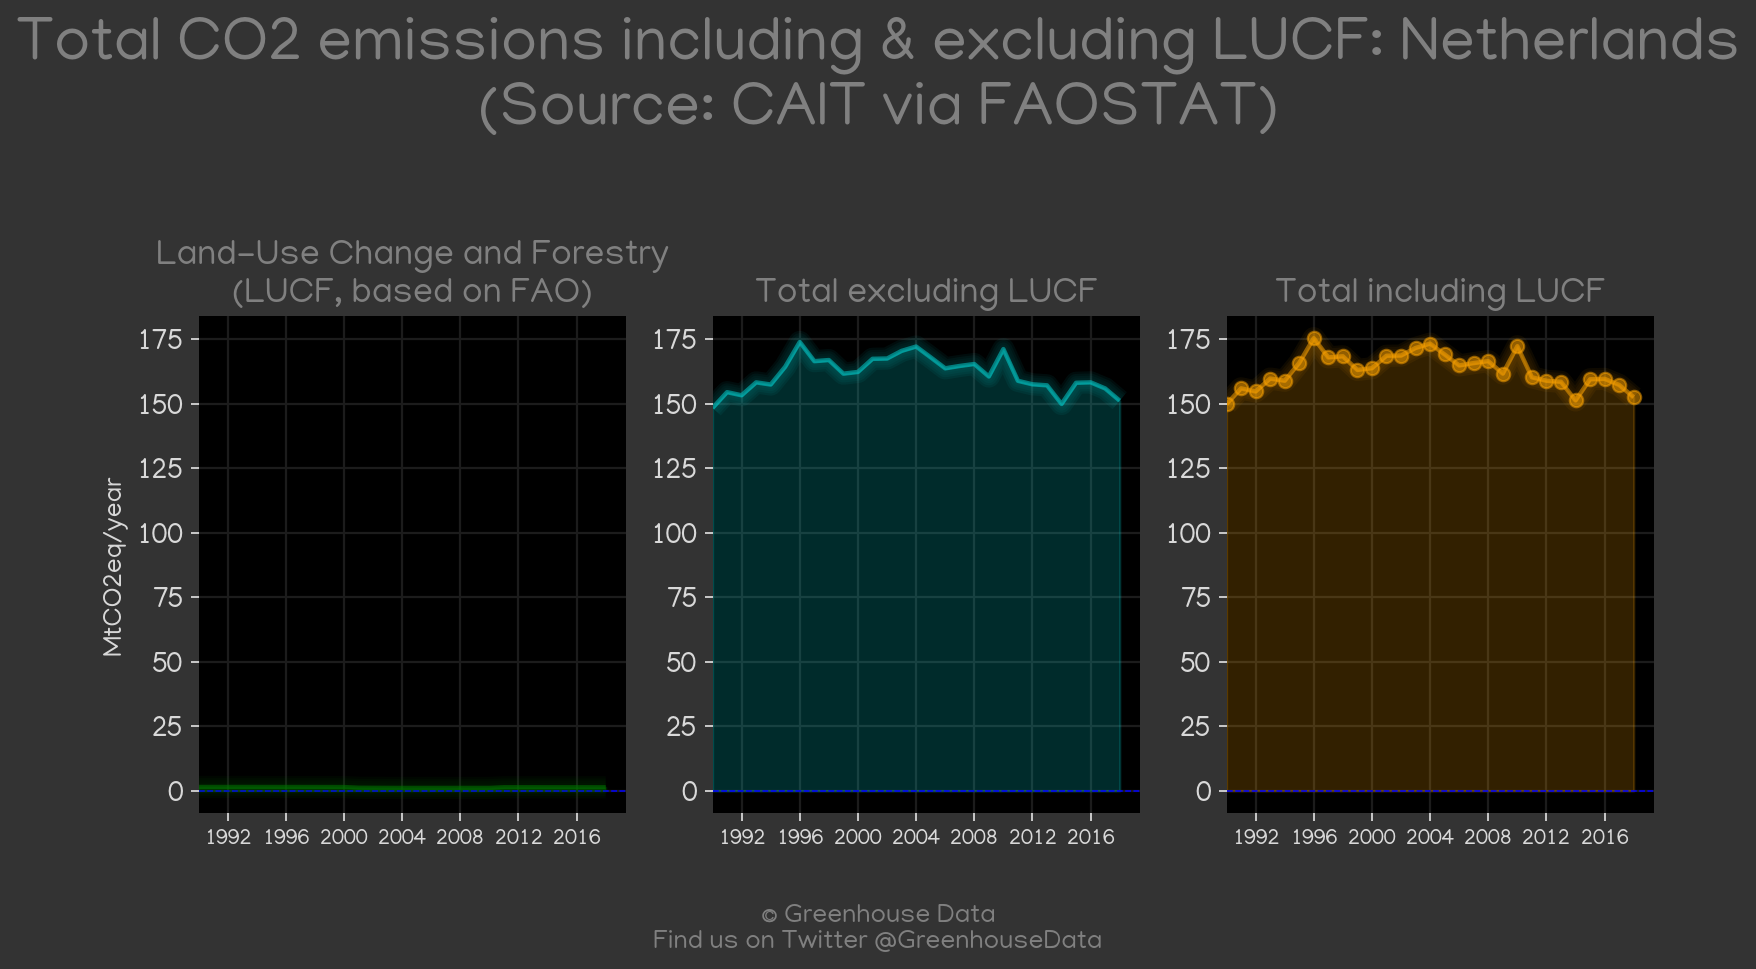 Total CO2 emissions including & excluding LUCF: Netherlands
(Source: CAIT via FAOSTAT)
Land-Use Change and Forestry
(LUCF, based on FAO)
Total excluding LUCF
Total including LUCF
MtCO2eq/year
175
150
125
100
75
50
25
0
1992 1996 2000 2004 2008 2012 2016
175
150
125
100
75
50
25
0
1992 1996 2000 2004 2008 2012 2016
175
150
125
100
75
50
25
0
1992 1996 2000 2004 2008 2012 2016
© Greenhouse Data
Find us on Twitter @GreenhouseData